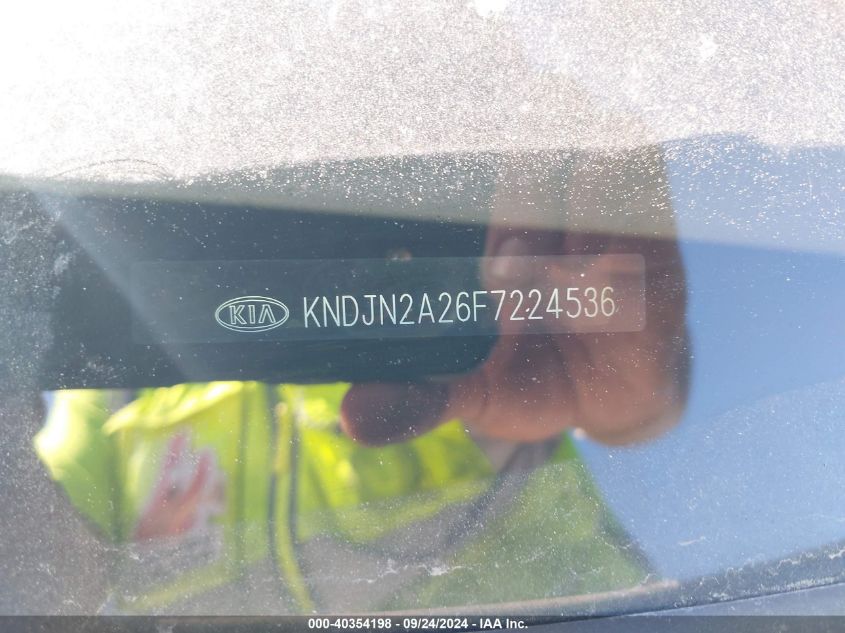 KIA KNDJN2A26F7224536
000-40354198 - 09/24/2024 - IAA Inc.